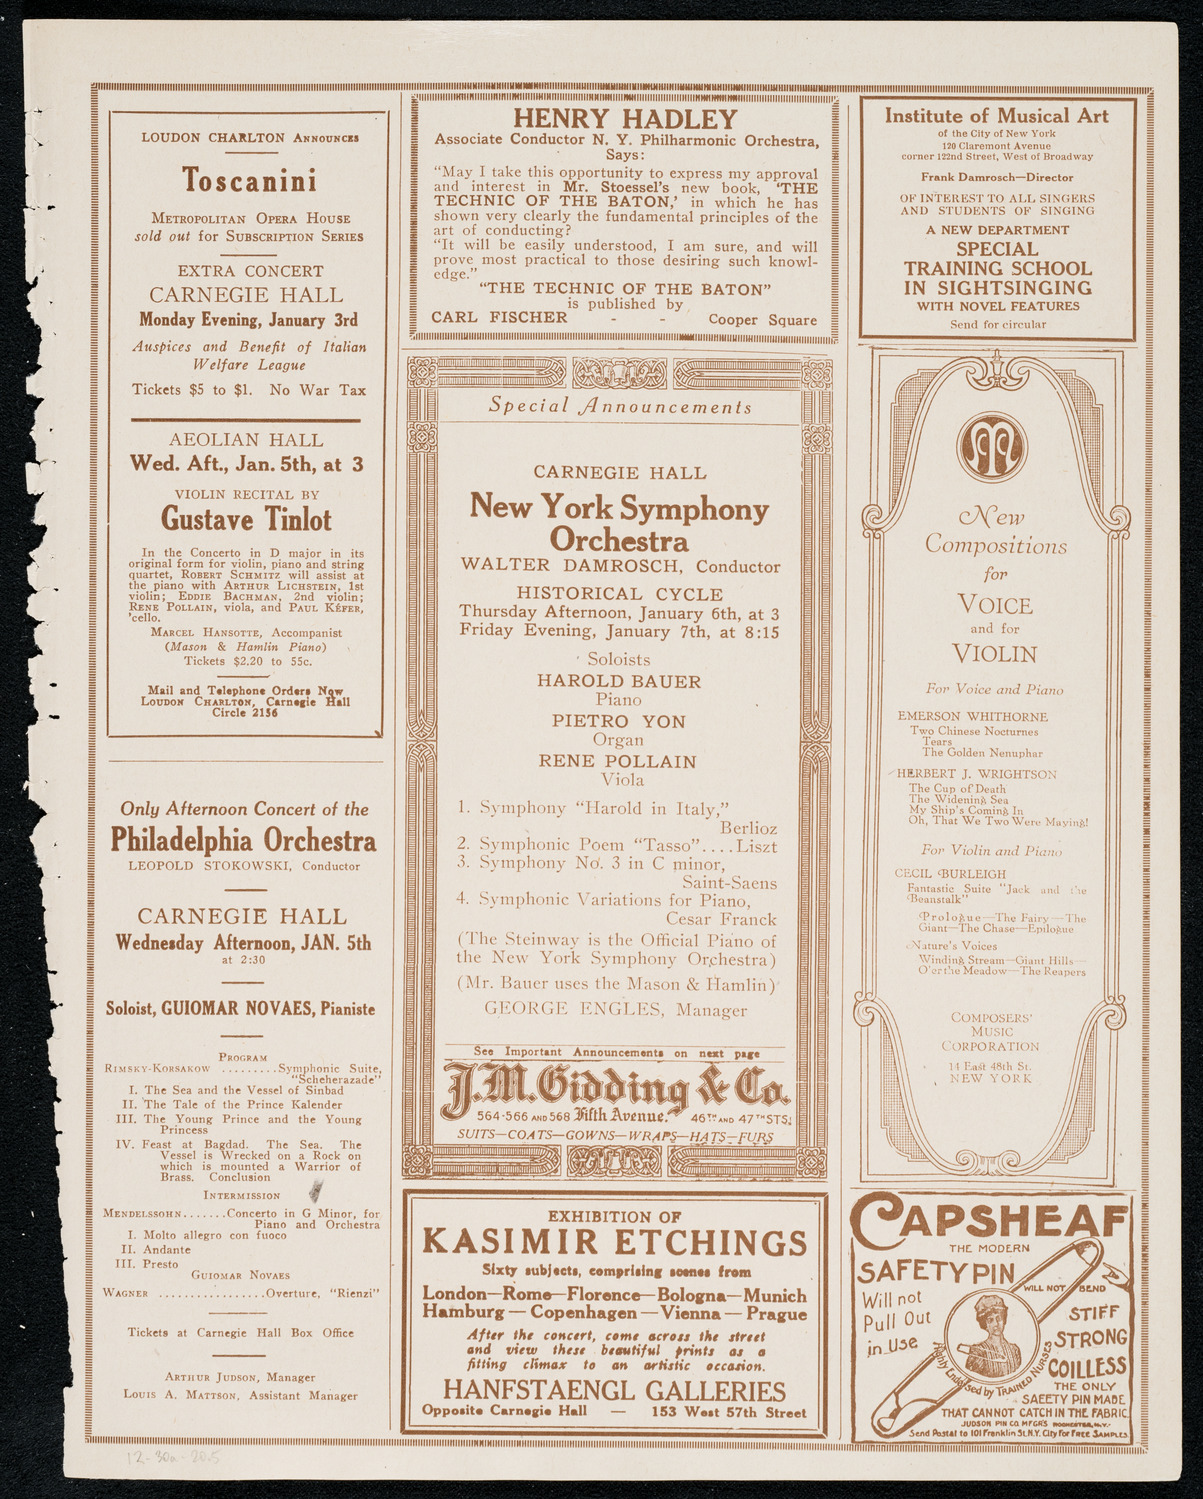 LOUDON CHARLTON ANNOUNCES
Toscanini
METROPOLITAN OPERA HOUSE
sold out for SUBSCRIPTION SERIES
EXTRA CONCERT
CARNEGIE HALL
Monday Evening, January 3rd
Auspices and Benefit of Italian
Welfare League
Tickets $5 to $1. No War Tax
AEOLIAN HALL
Wed. Aft., Jan. 5th, at 3
VIOLIN RECITAL BY
Gustave Tinlot
In the Concerto in D major in its
original form for violin, piano and string
quartet, ROBERT SCHMITZ will assist at
the piano with ARTHUR LICHSTEIN, 1st
violin; EDDIE BACHMAN, 2nd violin;
RENE POLLAIN, viola, and PAUL KÉFER,
'cello.
MARCEL HANSOTTE, Accompanist
(Mason & Hamlin Piano)
Tickets $2.20 to 55c.
Mail and Telephone Orders Now
LOUDON CHARLTON, Carnegie Hall
Circle 2156
Only Afternoon Concert of the
Philadelphia Orchestra
LEOPOLD STOKOWSKI, Conductor
CARNEGIE HALL
Wednesday Afternoon, JAN. 5th
at 2:30
Soloist, GUIOMAR NOVAES, Pianiste
PROGRAM
RIMSKY-KORSAKOW .........Symphonic Suite,
"Scheherazade"
I. The Sea and the Vessel of Sinbad
II. The Tale of the Prince Kalender
III. The Young Prince and the Young
Princess
IV. Feast at Bagdad. The Sea. The
Vessel is Wrecked on a Rock on
which is mounted a Warrior of
Brass. Conclusion
INTERMISSION
MENDELSSOHN.......Concerto in G Minor, for
Piano and Orchestra
I. Molto allegro con fuoco
II. Andante
III. Presto
GUIOMAR NOVAES
WAGNER .................Overture, "Rienzi"
Tickets at Carnegie Hall Box Office
ARTHUR JUDSON, Manager
LOUIS A. MATTSON, Assistant Manager
HENRY HADLEY
Associate Conductor N. Y. Philharmonic Orchestra,
Says:
"May I take this opportunity to express my approval
and interest in Mr. Stoessel's new book, 'THE
TECHNIC OF THE BATON,' in which he has
shown very clearly the fundamental principles of the
art of conducting?
"It will be easily understood, I am sure, and will
prove most practical to those desiring such knowl-
edge."
"THE TECHNIC OF THE BATON"
is published by
CARL FISCHER - - Cooper Square
Special Announcements
CARNEGIE HALL
New York Symphony
Orchestra
WALTER DAMROSCH, Conductor
HISTORICAL CYCLE
Thursday Afternoon, January 6th, at 3
Friday Evening, January 7th, at 8:15
Soloists
HAROLD BAUER
Piano
PIETRO YON
Organ
RENE POLLAIN
Viola
1. Symphony "Harold in Italy,"
Berlioz
2. Symphonic Poem "Tasso"....Liszt
3. Symphony No. 3 in C minor,
Saint-Saens
4. Symphonic Variations for Piano,
Cesar Franck
(The Steinway is the Official Piano of
the New York Symphony Orchestra)
(Mr. Bauer uses the Mason & Hamlin)
GEORGE ENGLES, Manager
See Important Announcements on next page
J.M. Gidding & Co.
564-566 AND 568 Fifth Avenue. 46TH AND 47TH STS.
SUITS—COATS—GOWNS—WRAPS—HATS—FURS
EXHIBITION OF
KASIMIR ETCHINGS
Sixty subjects, comprising scenes from
London—Rome—Florence—Bologna—Munich
Hamburg — Copenhagen — Vienna — Prague
After the concert, come across the street
and view these beautiful prints as a
fitting climax to an artistic occasion.
HANFSTAENGL GALLERIES
Opposite Carnegie Hall — 153 West 57th Street
Institute of Musical Art
of the City of New York
120 Claremont Avenue
corner 122nd Street, West of Broadway
Frank Damrosch—Director
OF INTEREST TO ALL SINGERS
AND STUDENTS OF SINGING
A NEW DEPARTMENT
SPECIAL
TRAINING SCHOOL
IN SIGHTSINGING
WITH NOVEL FEATURES
Send for circular
New
Compositions
for
VOICE
and for
VIOLIN
For Voice and Piano
EMERSON WHITHORNE
Two Chinese Nocturnes
Tears
The Golden Nenuphar
HERBERT J. WRIGHTSON
The Cup of Death
The Widening Sea
My Ship's Coming In
Oh, That We Two Were Maying!
For Violin and Piano
CECIL BURLEIGH
Fantastic Suite "Jack and the
Beanstalk"
Prologue—The Fairy—The
Giant—The Chase—Epilogue
Nature's Voices
Winding Stream—Giant Hills—
O'er the Meadow—The Reapers
COMPOSERS'
MUSIC
CORPORATION
14 East 48th St.
NEW YORK
CAPSHEAF
THE MODERN
SAFETY PIN
WILL NOT BEND
Will not
Pull Out
in Use
STIFF
STRONG
COILLESS
Highly Endorsed by TRAINED NURSES
THE ONLY
SAFETY PIN MADE
THAT CANNOT CATCH IN THE FABRIC.
JUDSON PIN CO. MFGRS ROCHESTER, N.Y.
Send Postal to 101 Franklin St. N.Y. City for FREE SAMPLES
12-30a-20.5